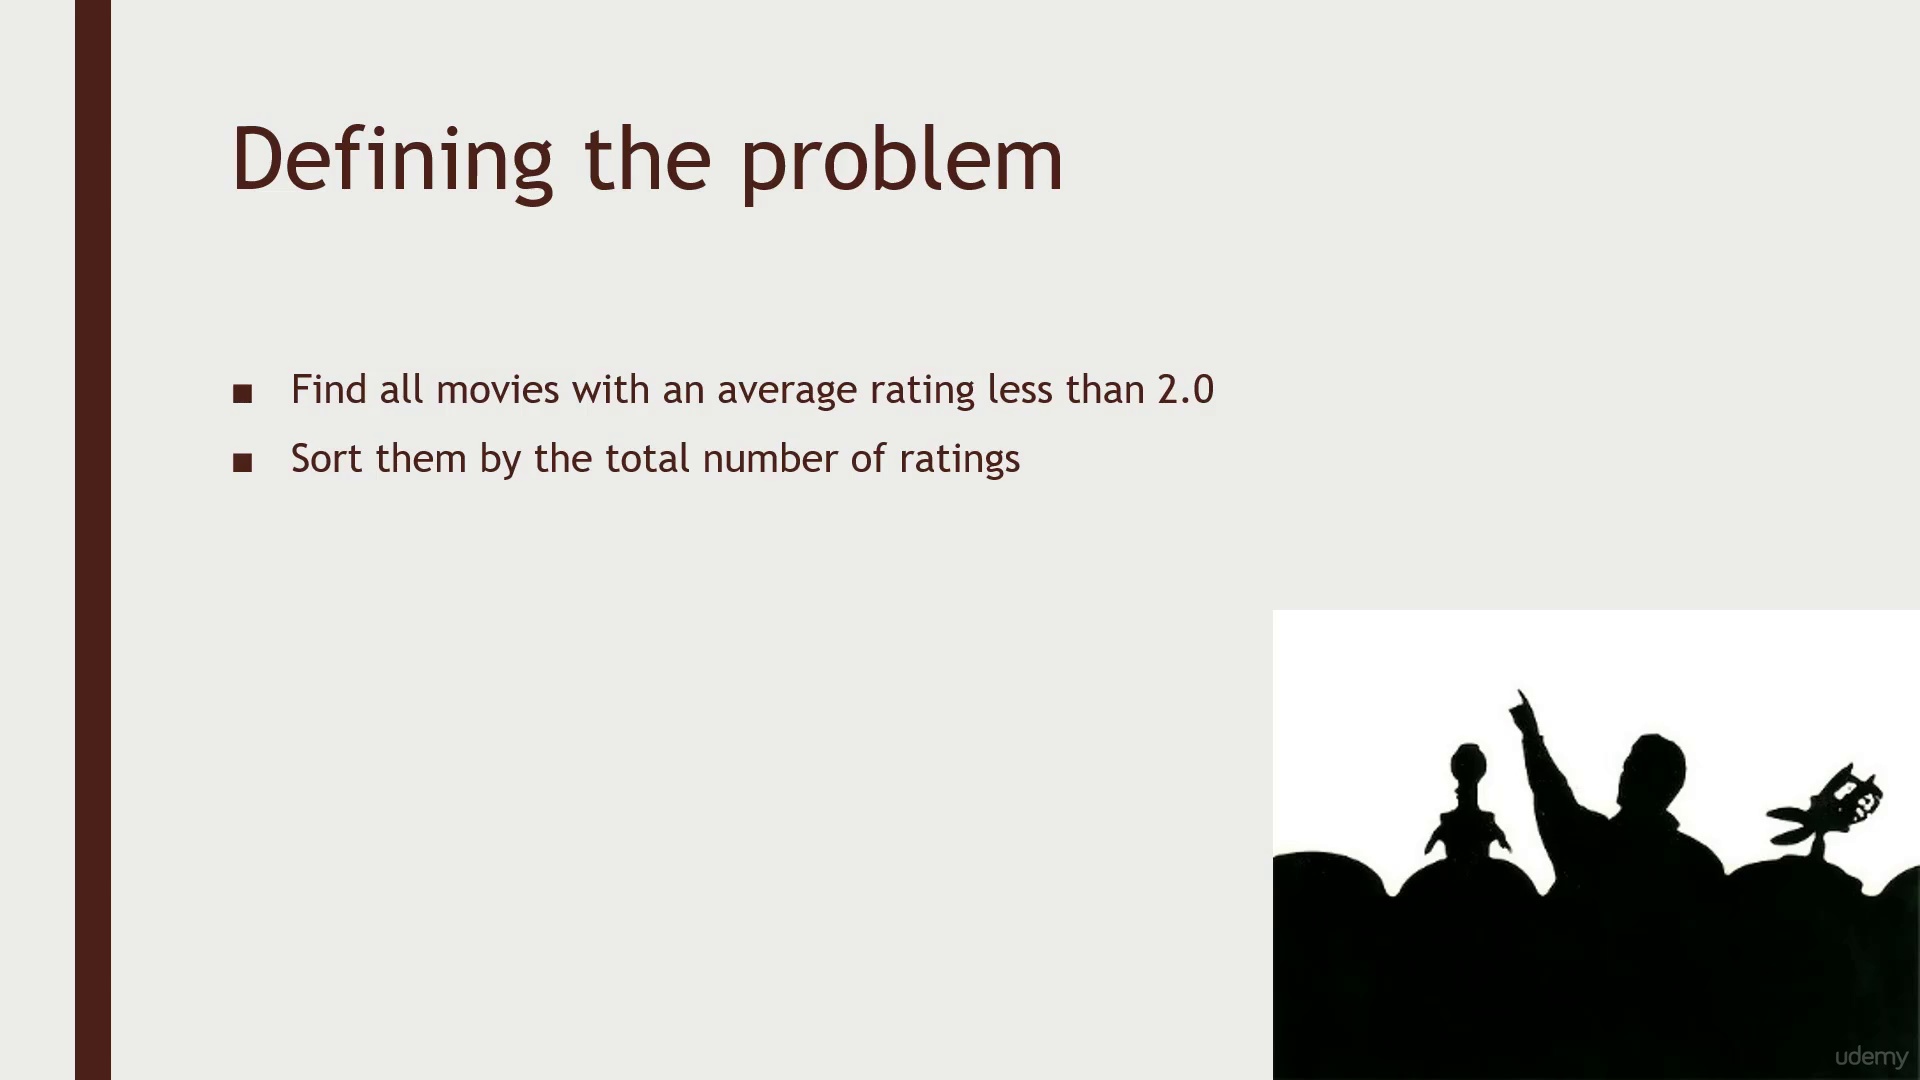 Defining the problem
■ Find all movies with an average rating less than 2.0
■ Sort them by the total number of ratings
udemy